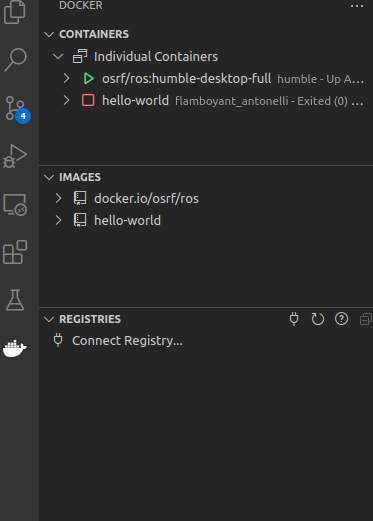 DOCKER
CONTAINERS
Individual Containers
osrf/ros:humble-desktop-full humble - Up A...
hello-world flamboyant_antonelli - Exited (0) ...
4
IMAGES
docker.io/osrf/ros
hello-world
REGISTRIES
Connect Registry...